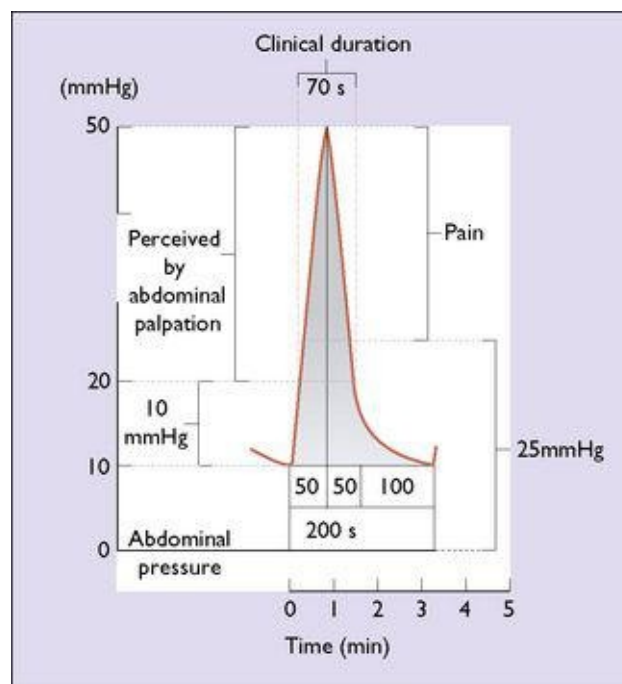 Clinical duration
70 s
(mmHg)
50
Perceived
by
abdominal
palpation
Pain
20
10
mmHg
10
25mmHg
50
50
100
200 s
Abdominal
pressure
0
0 1 2 3 4 5
Time (min)